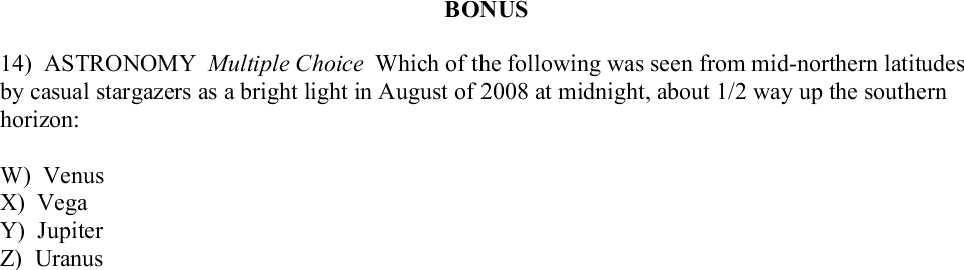 BONUS
14) ASTRONOMY Multiple Choice Which of the following was seen from mid-northern latitudes
by casual stargazers as a bright light in August of 2008 at midnight, about 1/2 way up the southern
horizon:
W) Venus
X) Vega
Y) Jupiter
Z) Uranus